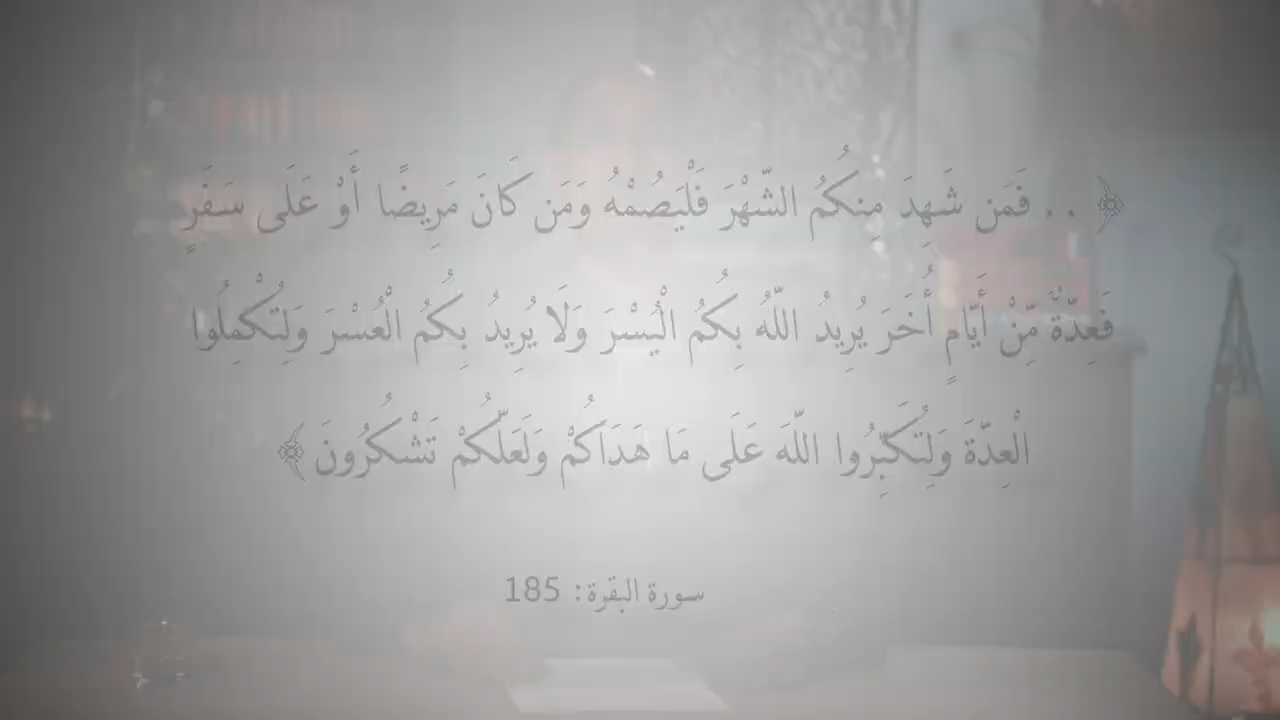 ﴿ .. فَمَن شَهِدَ مِنكُمُ الشَّهْرَ فَلْيَصُمْهُ وَمَن كَانَ مَرِيضًا أَوْ عَلَى سَفَرٍ
فَعِدَّةٌ مِّنْ أَيَّامٍ أُخَرَ يُرِيدُ اللَّهُ بِكُمُ الْيُسْرَ وَلَا يُرِيدُ بِكُمُ الْعُسْرَ وَلِتُكْمِلُوا
الْعِدَّةَ وَلِتُكَبِّرُوا اللَّهَ عَلَى مَا هَدَاكُمْ وَلَعَلَّكُمْ تَشْكُرُونَ ﴾
سورة البقرة: 185